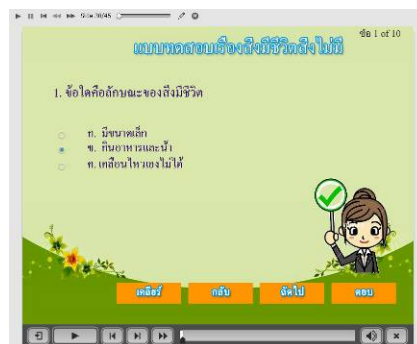 Slide 30/45
ข้อ 1 of 10
แบบทดสอบเรื่องสิ่งมีชีวิตสิ่งไม่มี
1. ข้อใดคือลักษณะของสิ่งมีชีวิต
ก. มีขนาดเล็ก
ข. กินอาหารและน้ำ
ค. เคลื่อนไหวเองไม่ได้
เคลียร์
กลับ
ถัดไป
ตอบ